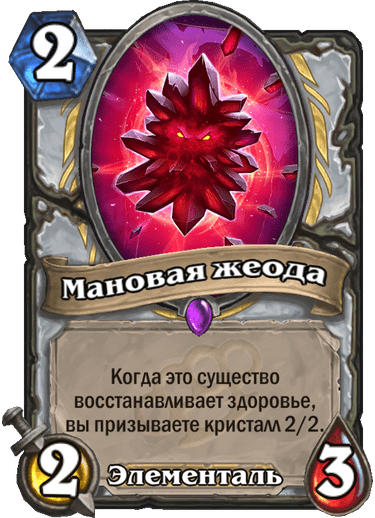 2
Мановая жеода
Когда это существо
восстанавливает здоровье,
вы призываете кристалл 2/2.
2
Элементаль
3